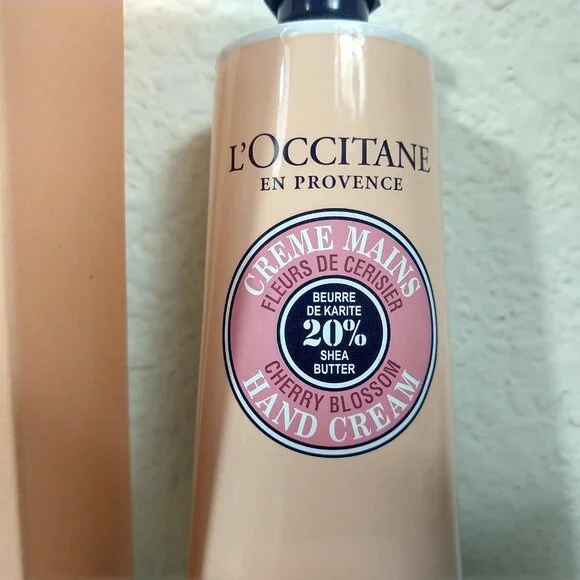 L'OCCITANE
EN PROVENCE
CREME MAINS
FLEURS DE CERISIER
BEURRE
DE KARITE
20%
SHEA
BUTTER
CHERRY BLOSSOM
HAND CREAM